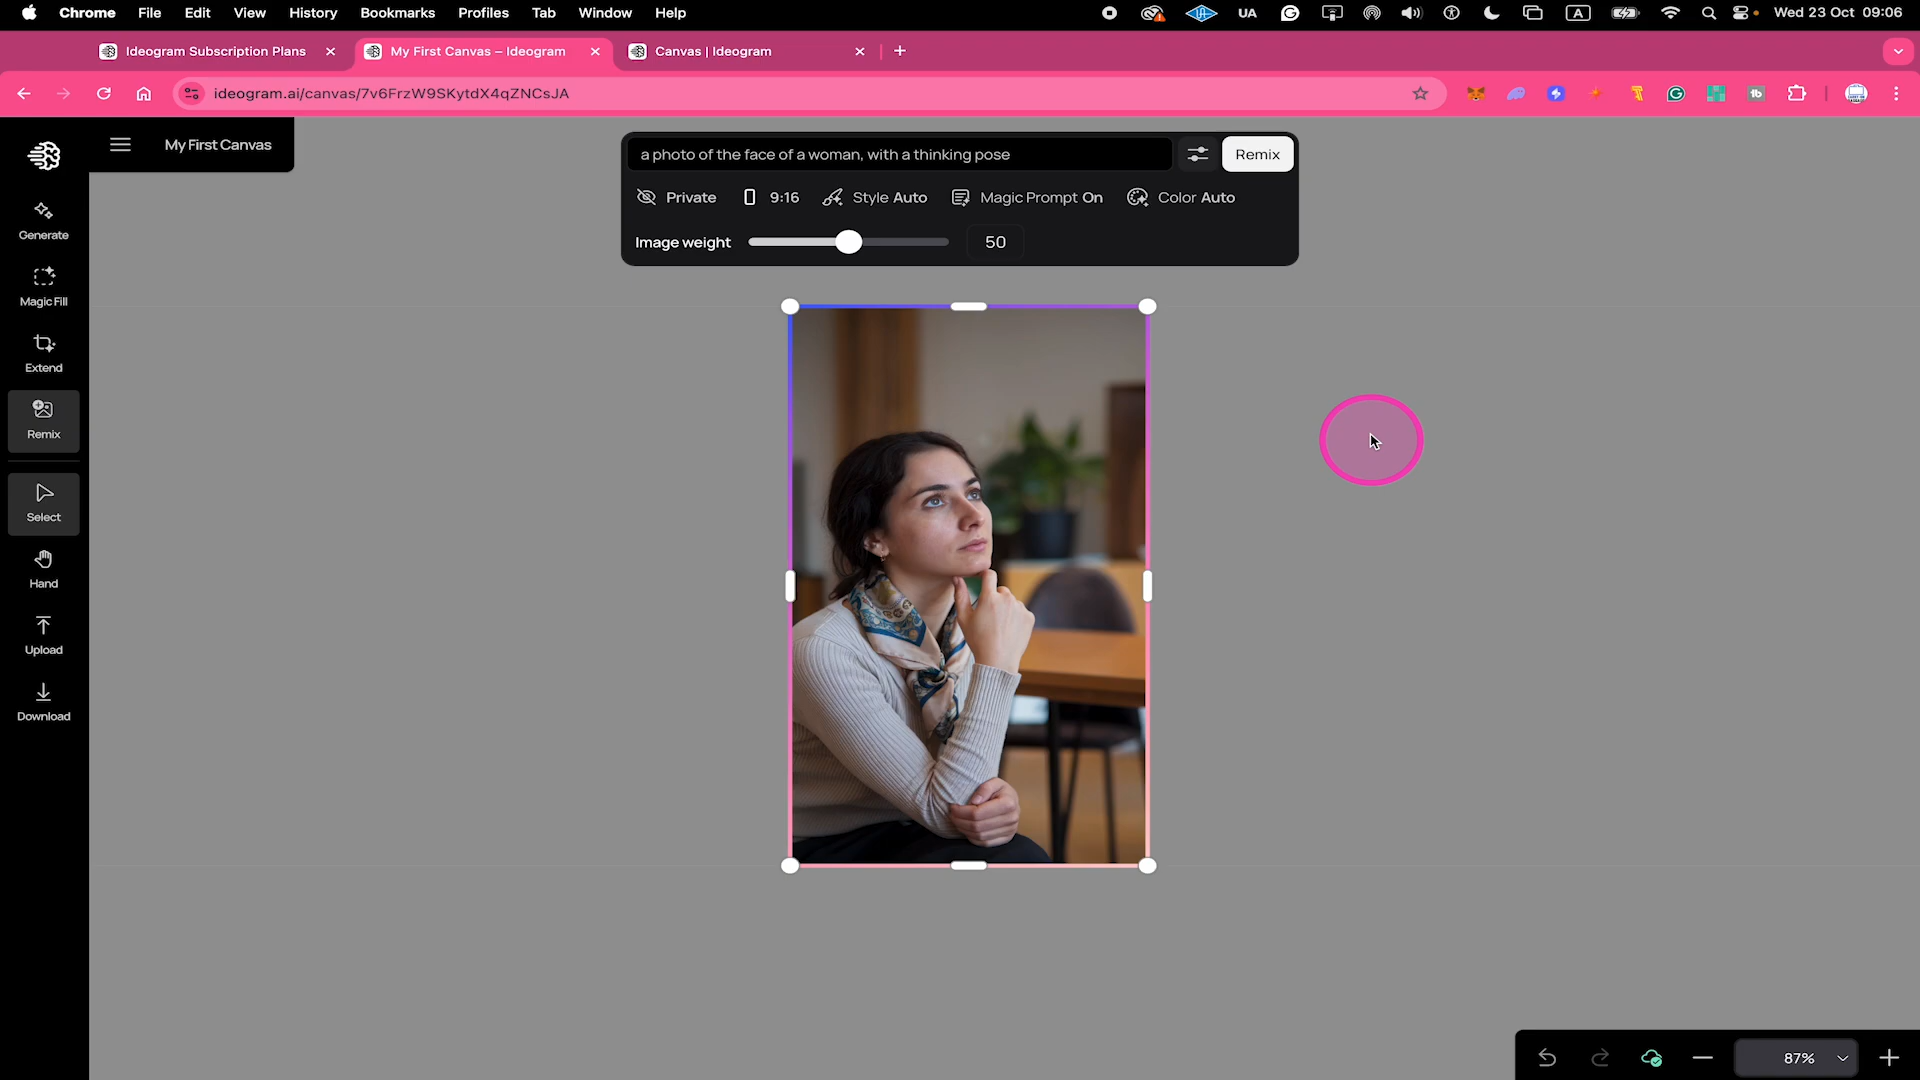 Chrome File Edit View History Bookmarks Profiles Tab Window Help UA A Wed 23 Oct 09:06
Ideogram Subscription Plans My First Canvas – Ideogram Canvas | Ideogram
ideogram.ai/canvas/7v6FrzW9SKytdX4qZNCsJA
My First Canvas
a photo of the face of a woman, with a thinking pose
Remix
Private 9:16 Style Auto Magic Prompt On Color Auto
Image weight 50
Generate
Magic Fill
Extend
Remix
Select
Hand
Upload
Download
87%